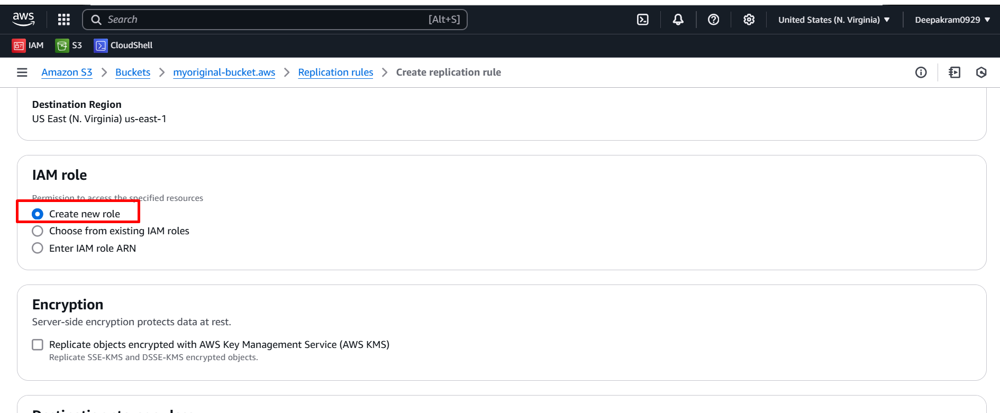 aws Search [Alt+S] United States (N. Virginia) Deepakram0929
IAM S3 CloudShell
Amazon S3 Buckets myoriginal-bucket.aws Replication rules Create replication rule
Destination Region
US East (N. Virginia) us-east-1
IAM role
Permission to access the specified resources
Create new role
Choose from existing IAM roles
Enter IAM role ARN
Encryption
Server-side encryption protects data at rest.
Replicate objects encrypted with AWS Key Management Service (AWS KMS)
Replicate SSE-KMS and DSSE-KMS encrypted objects.